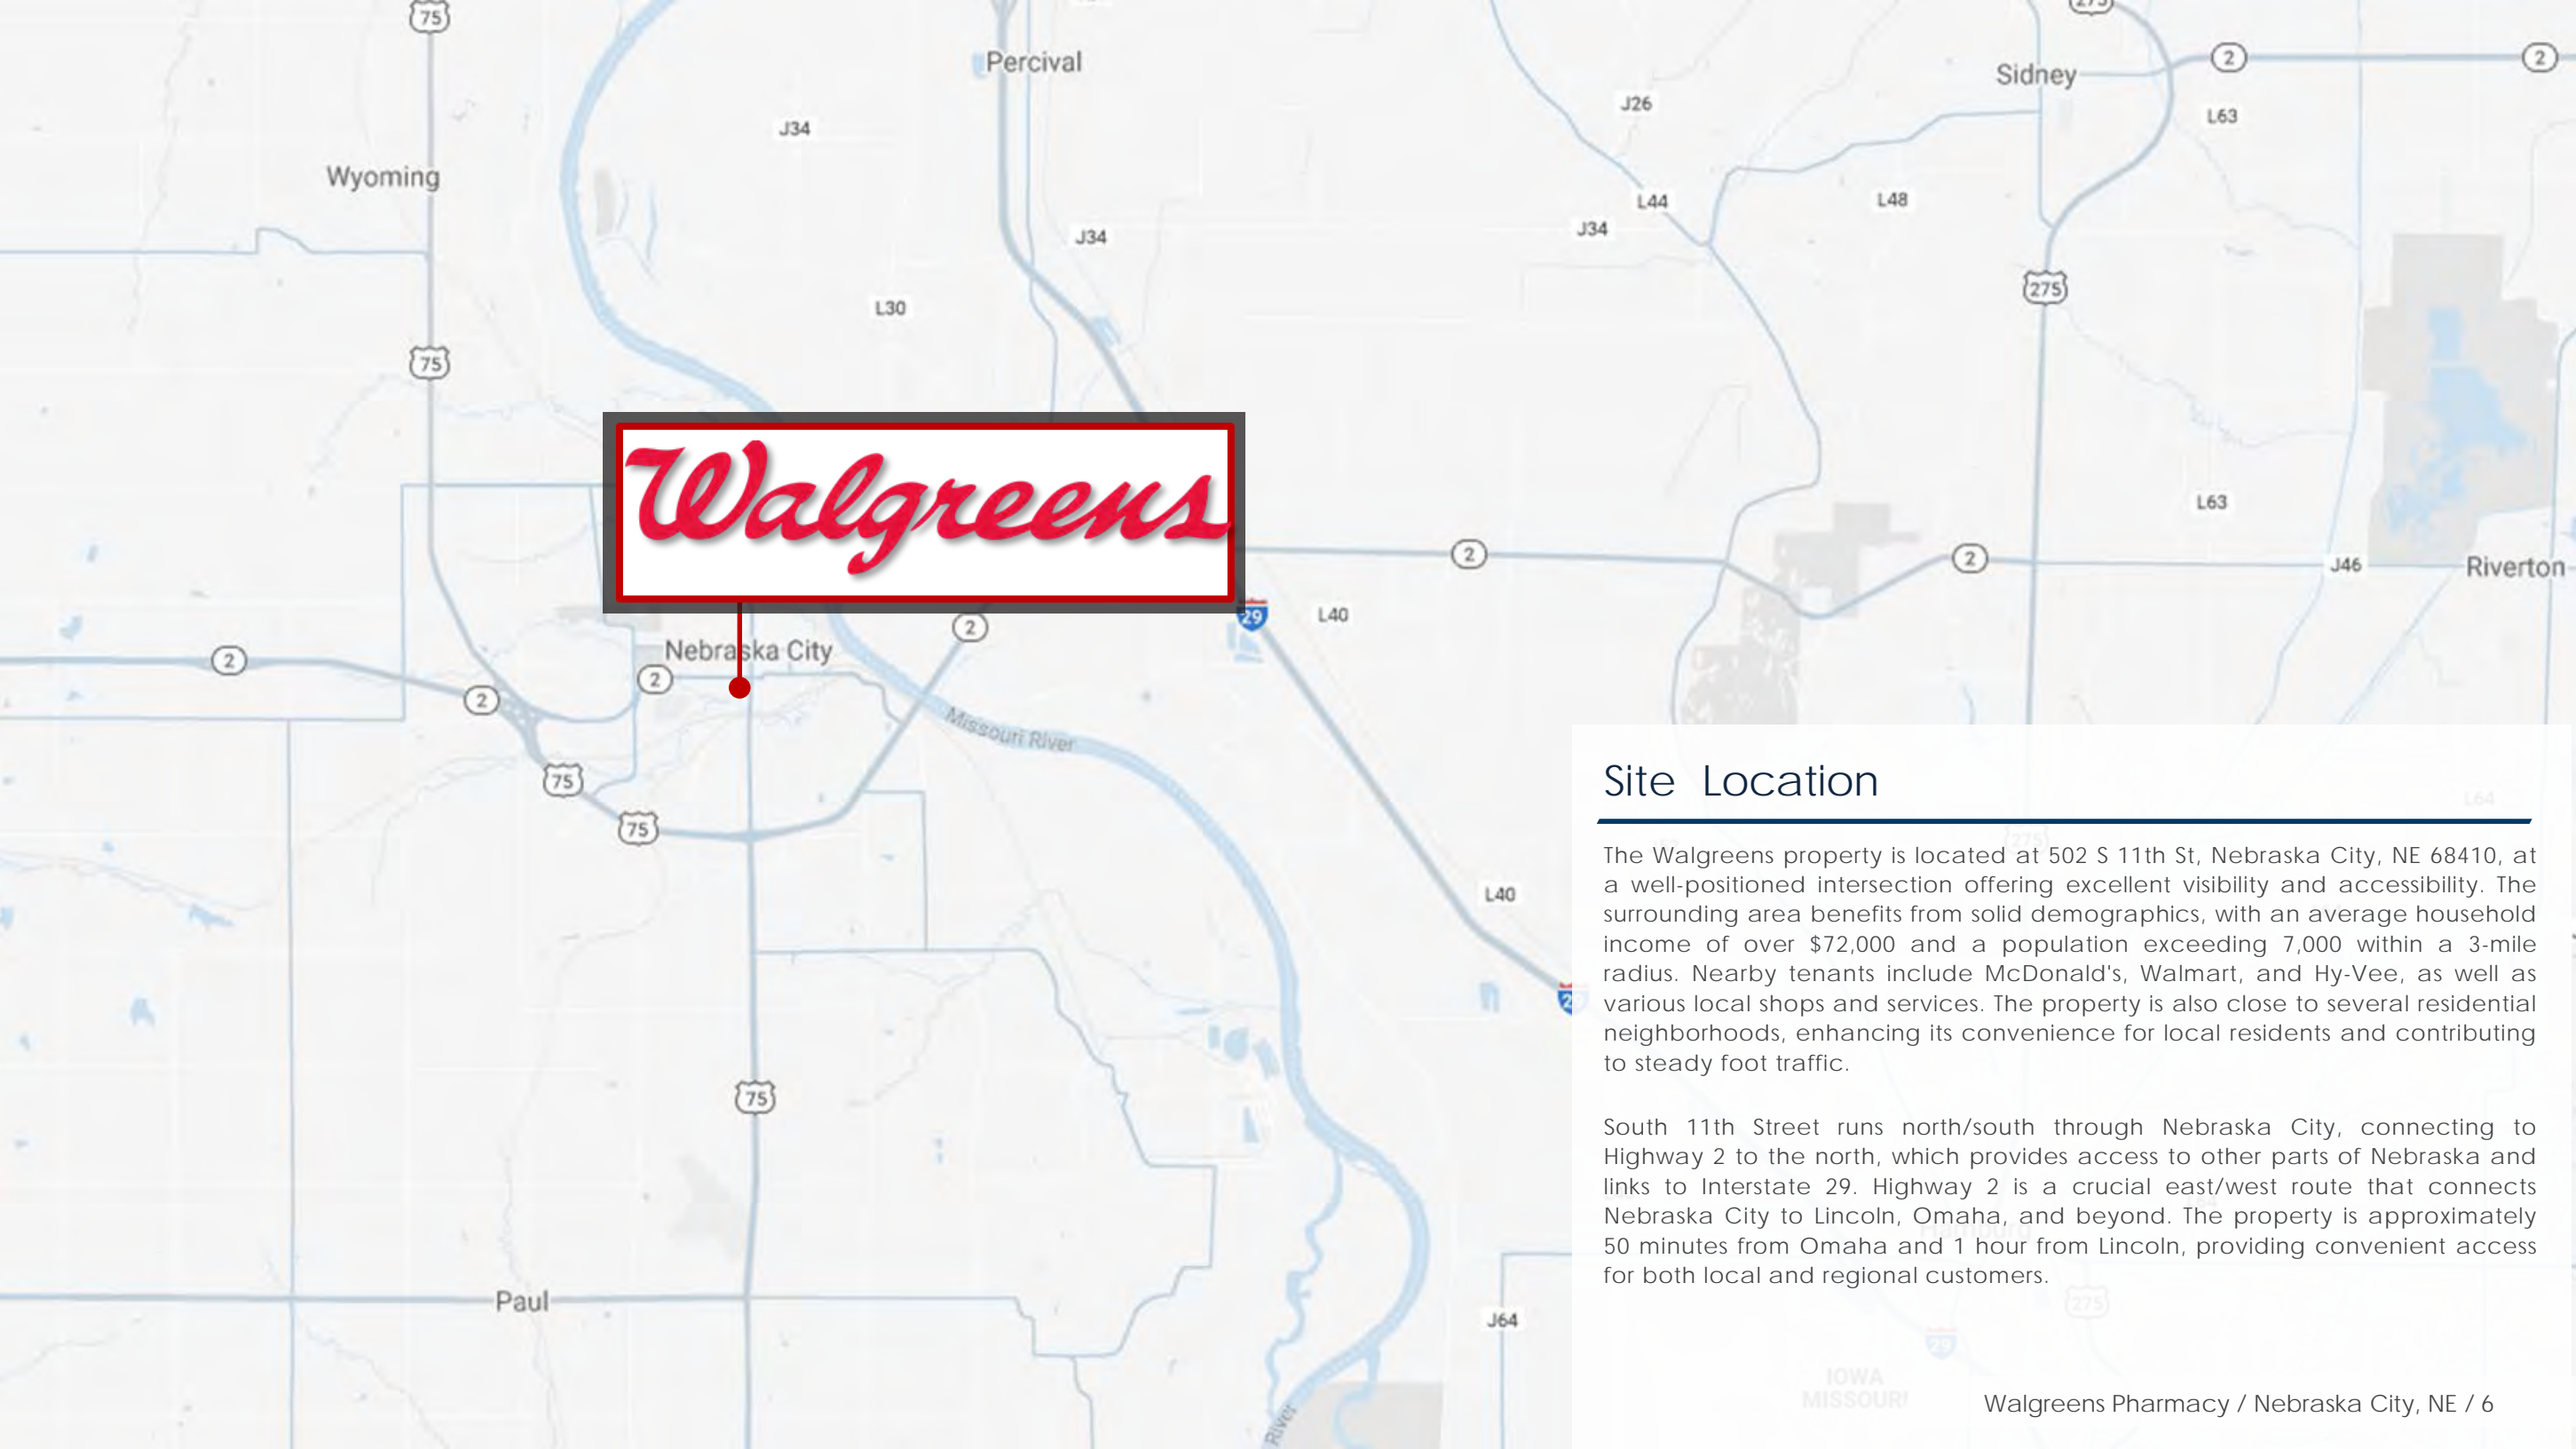 75
275
Percival
Sidney
2
2
J26
L63
J34
Wyoming
L44
L48
J34
J34
275
L30
75
Walgreens
L63
2
2
J46
Riverton
29
L40
2
Nebraska City
2
2
2
Missouri River
75
75
L40
29
75
Paul
J64
River
Site Location
L64
275
The Walgreens property is located at 502 S 11th St, Nebraska City, NE 68410, at
a well-positioned intersection offering excellent visibility and accessibility. The
surrounding area benefits from solid demographics, with an average household
income of over $72,000 and a population exceeding 7,000 within a 3-mile
radius. Nearby tenants include McDonald's, Walmart, and Hy-Vee, as well as
various local shops and services. The property is also close to several residential
neighborhoods, enhancing its convenience for local residents and contributing
to steady foot traffic.
South 11th Street runs north/south through Nebraska City, connecting to
Highway 2 to the north, which provides access to other parts of Nebraska and
links to Interstate 29. Highway 2 is a crucial east/west route that connects
Nebraska City to Lincoln, Omaha, and beyond. The property is approximately
50 minutes from Omaha and 1 hour from Lincoln, providing convenient access
for both local and regional customers.
Hamburg
275
29
IOWA
MISSOURI
Walgreens Pharmacy / Nebraska City, NE / 6